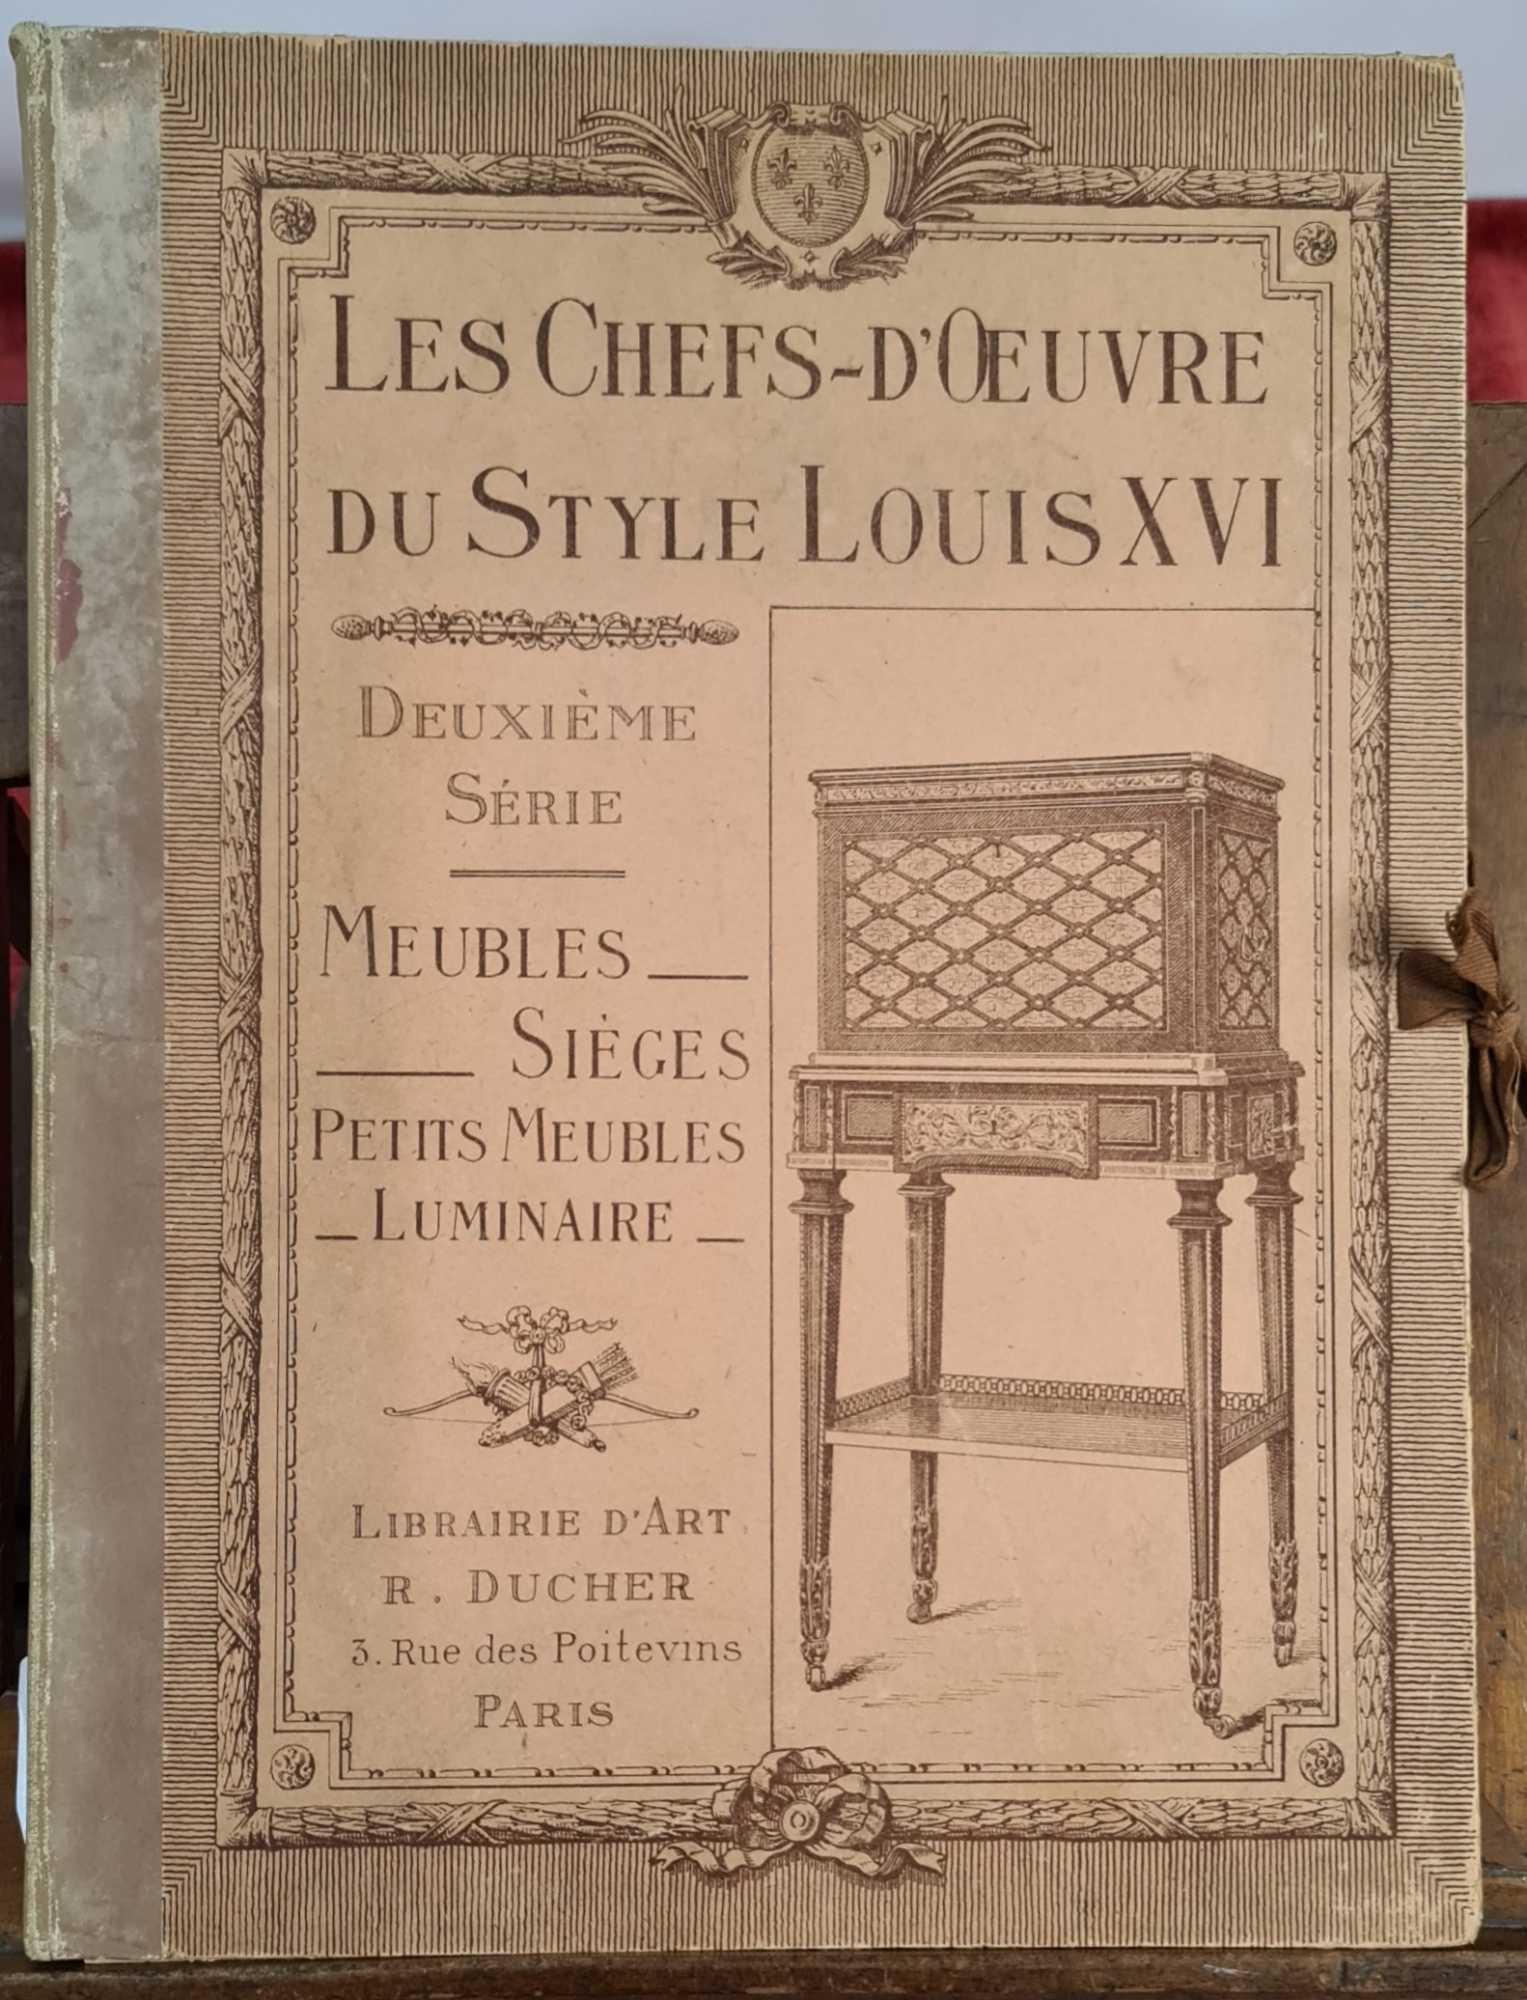 LES CHEFS-D'ŒUVRE
DU STYLE LOUIS XVI
DEUXIÈME
SÉRIE
MEUBLES
SIÈGES
PETITS MEUBLES
LUMINAIRE
LIBRAIRIE D'ART
R. DUCHER
3. Rue des Poitevins
PARIS